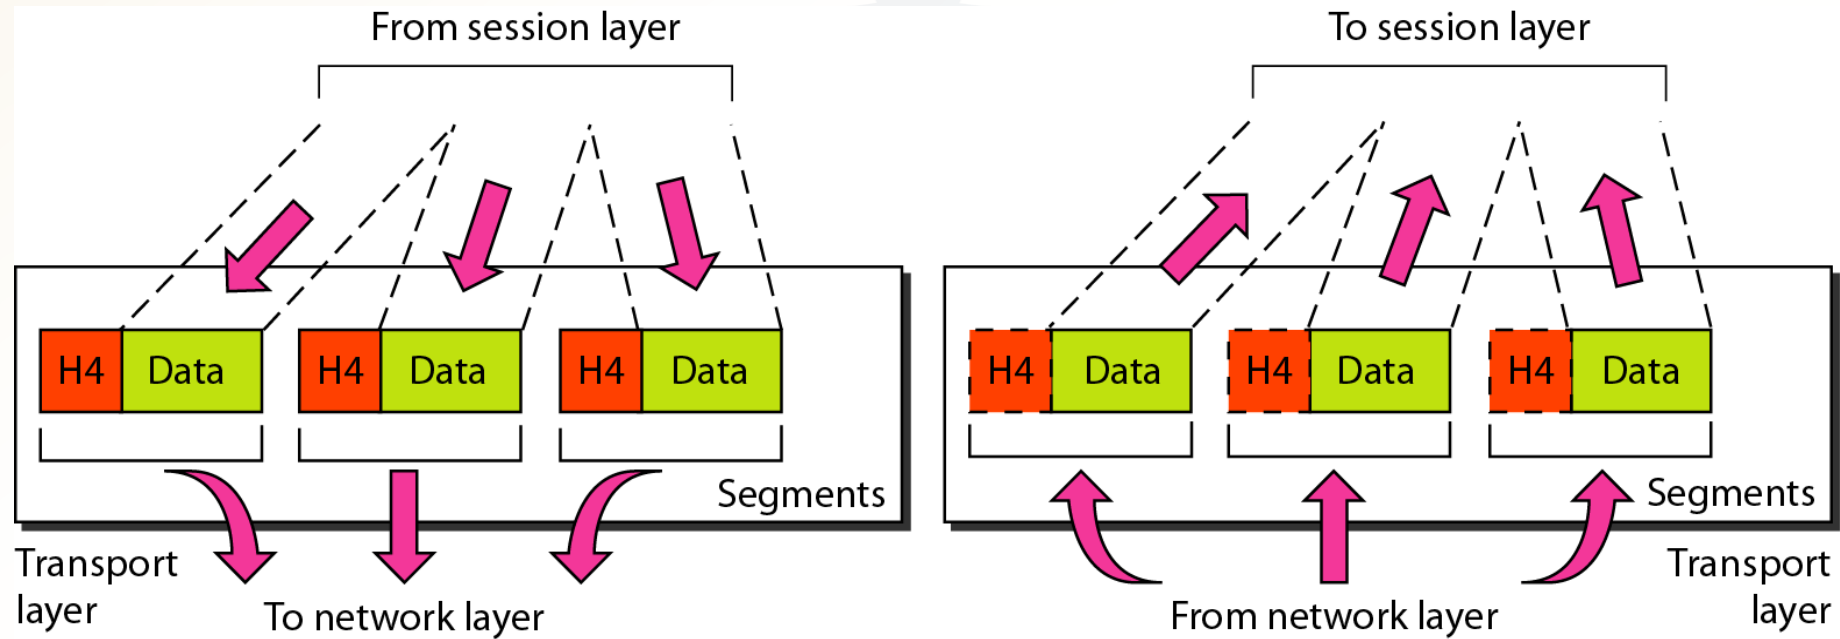 From session layer
H4 Data H4 Data H4 Data
Segments
Transport
layer
To network layer
To session layer
H4 Data H4 Data H4 Data
Segments
From network layer
Transport
layer